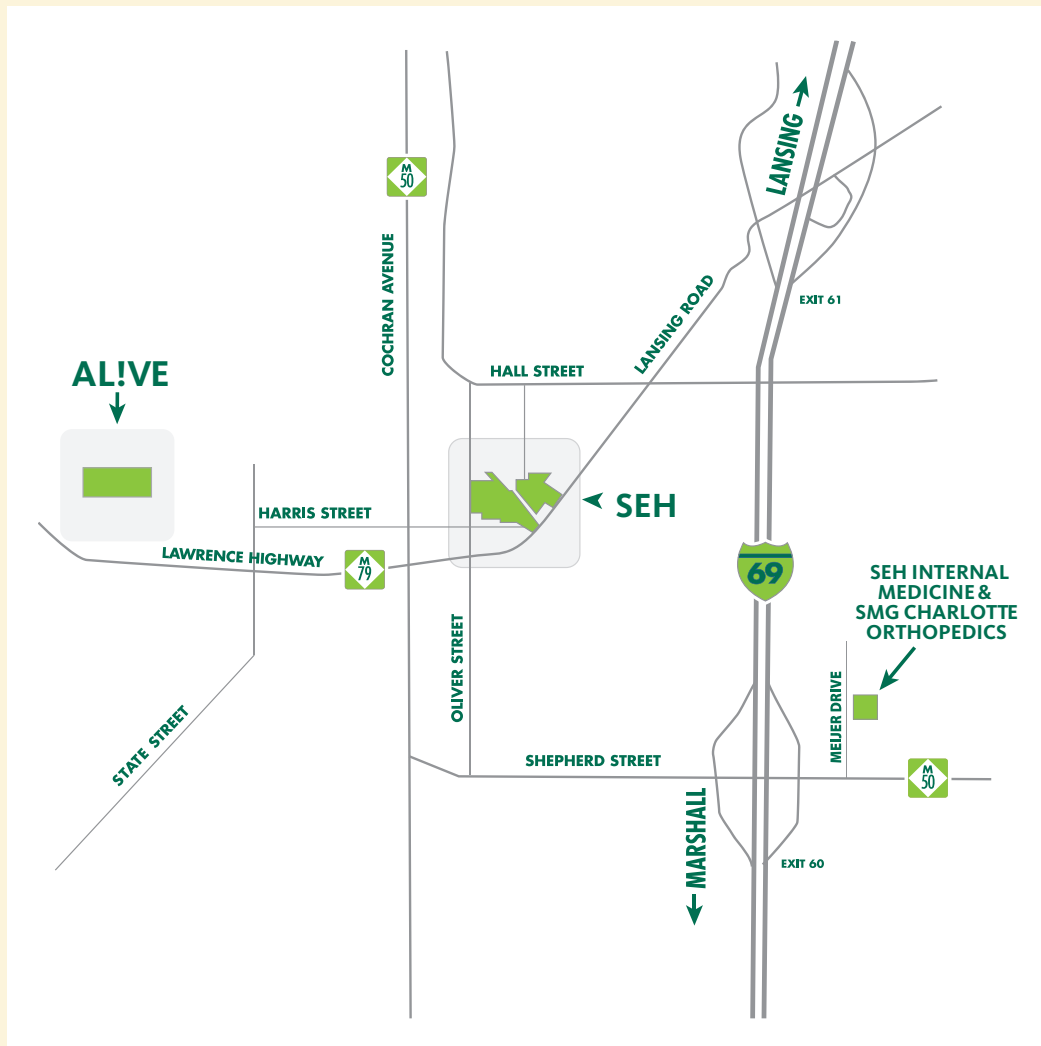 LANSING
M
50
COCHRAN AVENUE
LANSING ROAD
EXIT 61
AL!VE
HALL STREET
SEH
HARRIS STREET
LAWRENCE HIGHWAY
M
79
69
SEH INTERNAL
MEDICINE &
SMG CHARLOTTE
ORTHOPEDICS
OLIVER STREET
MEIJER DRIVE
STATE STREET
SHEPHERD STREET
M
50
MARSHALL
EXIT 60